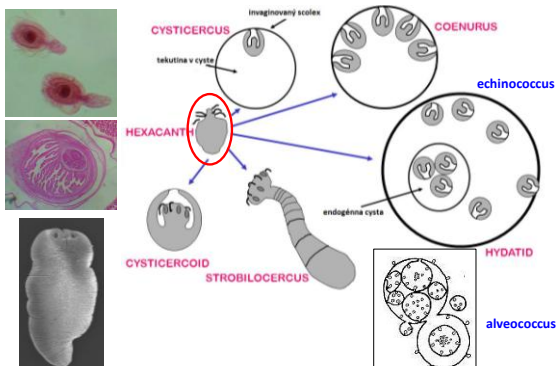 invaginovaný scolex
CYSTICERCUS
COENURUS
tekutina v cyste
echinococcus
HEXACANTH
endogénna cysta
CYSTICERCOID
STROBILOCERCUS
HYDATID
alveococcus